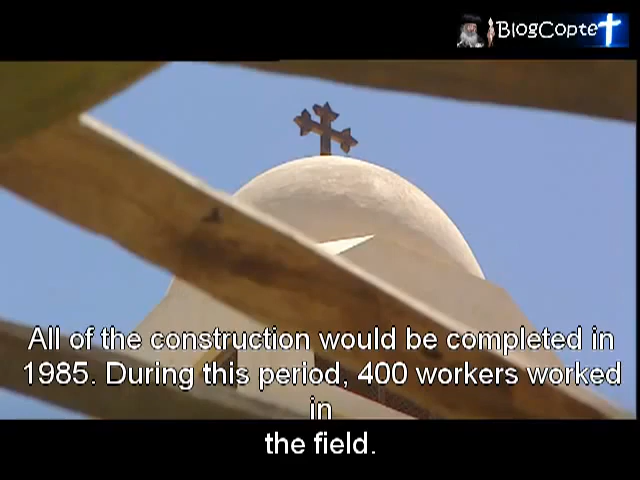 BlogCopte
All of the construction would be completed in
1985. During this period, 400 workers worked
in
the field.